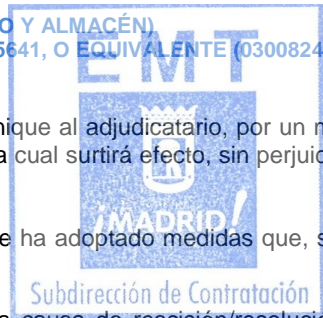 O Y ALMACÉN)
5641, O EQUIVALENTE (0300824
EMT
nique al adjudicatario, por un m
a cual surtirá efecto, sin perjuic
¡MADRID!
e ha adoptado medidas que, s
Subdirección de Contratación